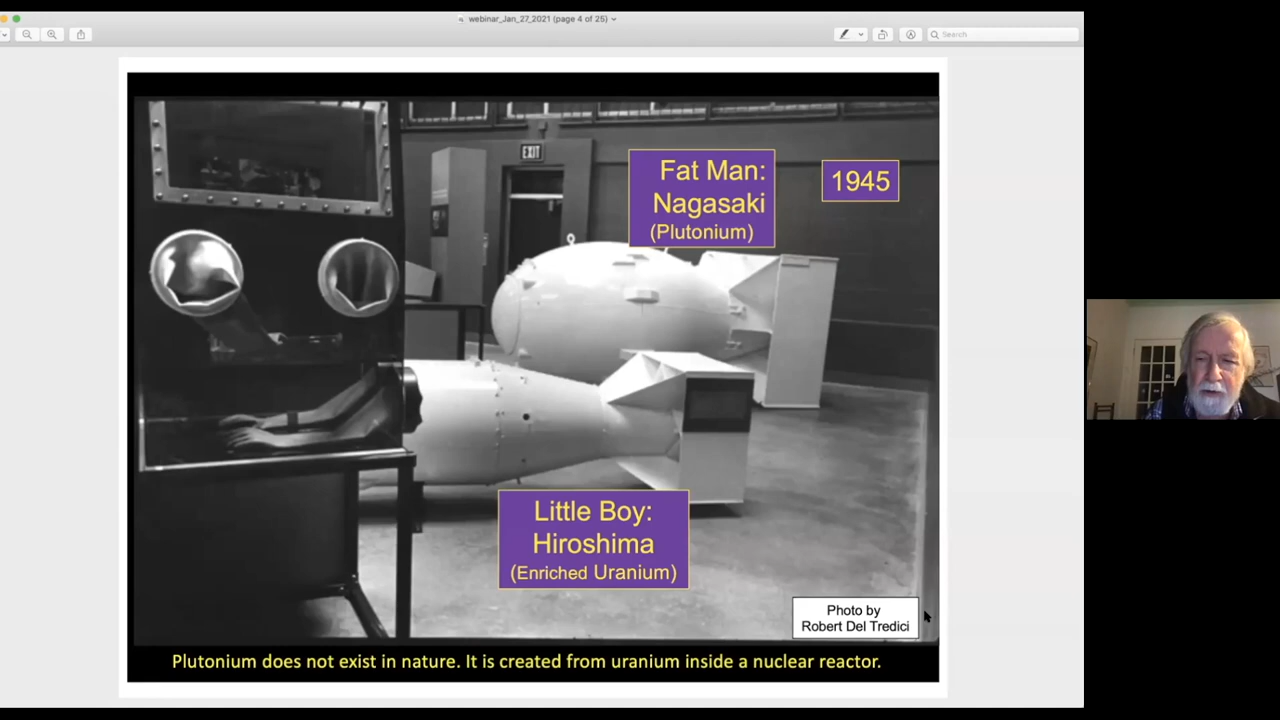 webinar_Jan_27_2021 (page 4 of 25)
Search
EXIT
Fat Man:
Nagasaki
(Plutonium)
1945
Little Boy:
Hiroshima
(Enriched Uranium)
Photo by
Robert Del Tredici
Plutonium does not exist in nature. It is created from uranium inside a nuclear reactor.